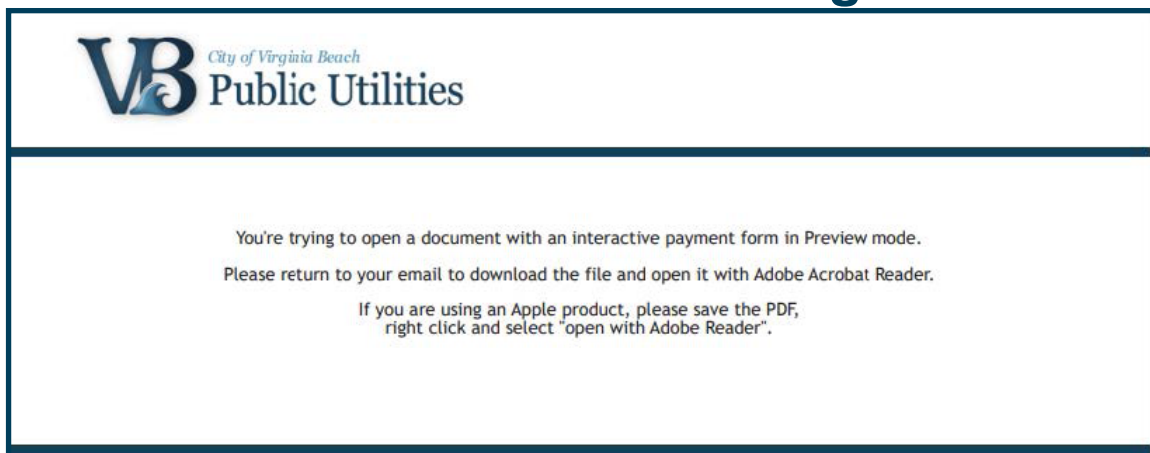 VB
City of Virginia Beach
Public Utilities
You're trying to open a document with an interactive payment form in Preview mode.
Please return to your email to download the file and open it with Adobe Acrobat Reader.
If you are using an Apple product, please save the PDF,
right click and select "open with Adobe Reader".